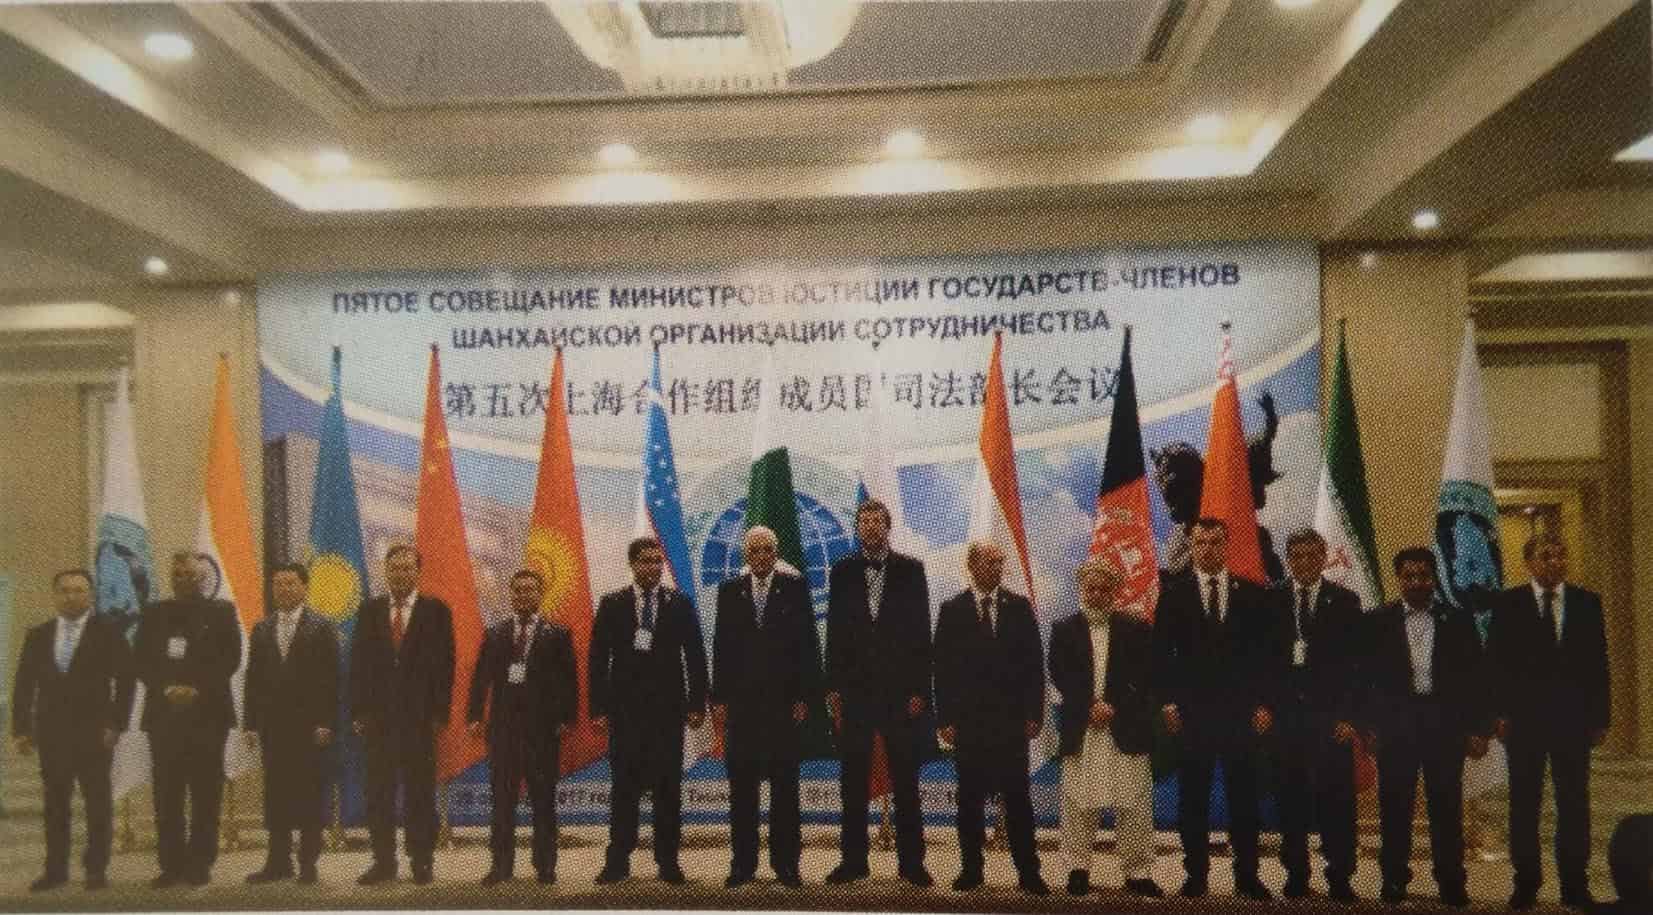 ПЯТОЕ СОВЕЩАНИЕ МИНИСТРОВ ЮСТИЦИИ ГОСУДАРСТВ-ЧЛЕНОВ
ШАНХАЙСКОЙ ОРГАНИЗАЦИИ СОТРУДНИЧЕСТВА
第五次上海合作组织成员国司法部长会议